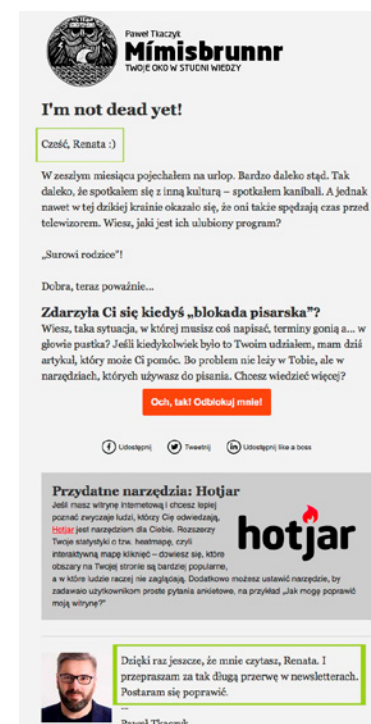 Paweł Tkaczyk
Mímisbrunnr
TWOJE OKO W STUDNI WIEDZY
I'm not dead yet!
Cześć, Renata :)
W zeszłym miesiącu pojechałem na urlop. Bardzo daleko stąd. Tak
daleko, że spotkałem się z inną kulturą – spotkałem kanibali. A jednak
nawet w tej dzikiej krainie okazało się, że oni także spędzają czas przed
telewizorem. Wiesz, jaki jest ich ulubiony program?
„Surowi rodzice”!
Dobra, teraz poważnie...
Zdarzyła Ci się kiedyś „blokada pisarska”?
Wiesz, taka sytuacja, w której musisz coś napisać, terminy gonią a... w
głowie pustka? Jeśli kiedykolwiek było to Twoim udziałem, mam dziś
artykuł, który może Ci pomóc. Bo problem nie leży w Tobie, ale w
narzędziach, których używasz do pisania. Chcesz wiedzieć więcej?
Och, tak! Odblokuj mnie!
Udostępnij Tweetnij Udostępnij like a boss
Przydatne narzędzia: Hotjar
Jeśli masz witrynę internetową i chcesz lepiej
poznać zwyczaje ludzi, którzy Cię odwiedzają,
Hotjar jest narzędziem dla Ciebie. Rozszerzy
Twoje statystyki o tzw. heatmapę, czyli
interaktywną mapę kliknięć – dowiesz się, które
obszary na Twojej stronie są bardziej popularne,
a w które ludzie raczej nie zaglądają. Dodatkowo możesz ustawić narzędzie, by
zadawało użytkownikom proste pytania ankietowe, na przykład „Jak mogę poprawić
moją witrynę?”
hotjar
Dzięki raz jeszcze, że mnie czytasz, Renata. I
przepraszam za tak długą przerwę w newsletterach.
Postaram się poprawić.
--
Paweł Tkaczyk